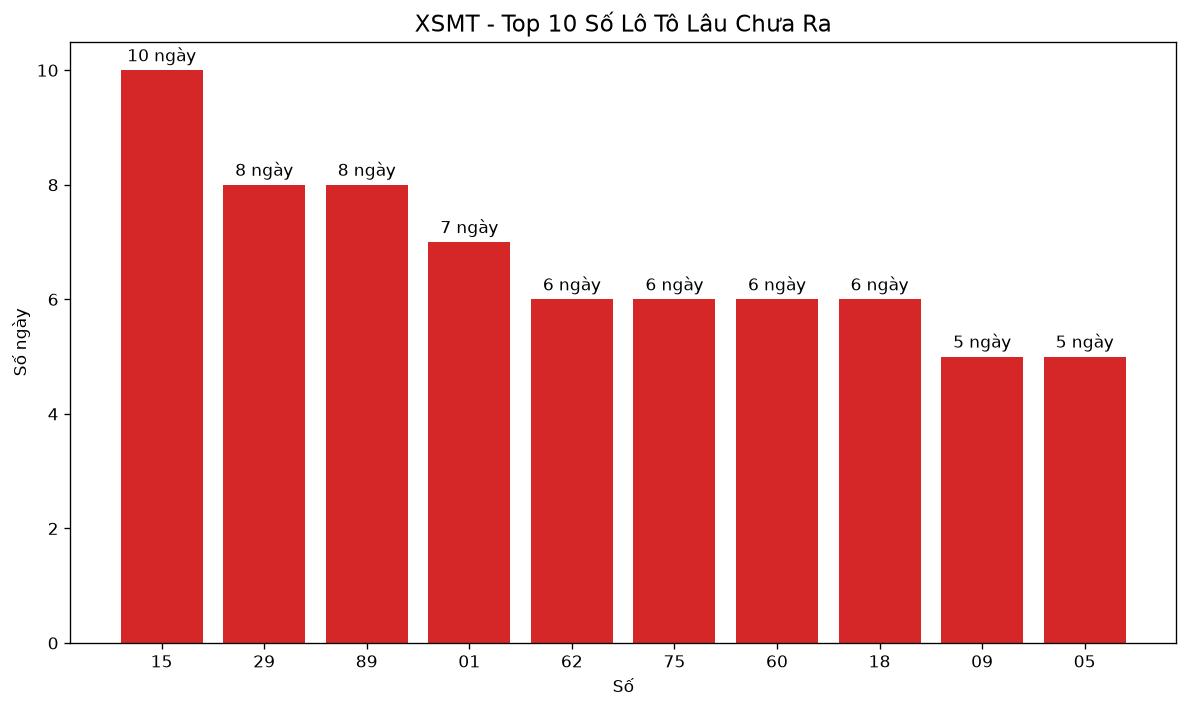 XSMT - Top 10 Số Lô Tô Lâu Chưa Ra
10 ngày
8 ngày
8 ngày
7 ngày
6 ngày
6 ngày
6 ngày
6 ngày
5 ngày
5 ngày
Số ngày
10
8
6
4
2
0
15
29
89
01
62
75
60
18
09
05
Số